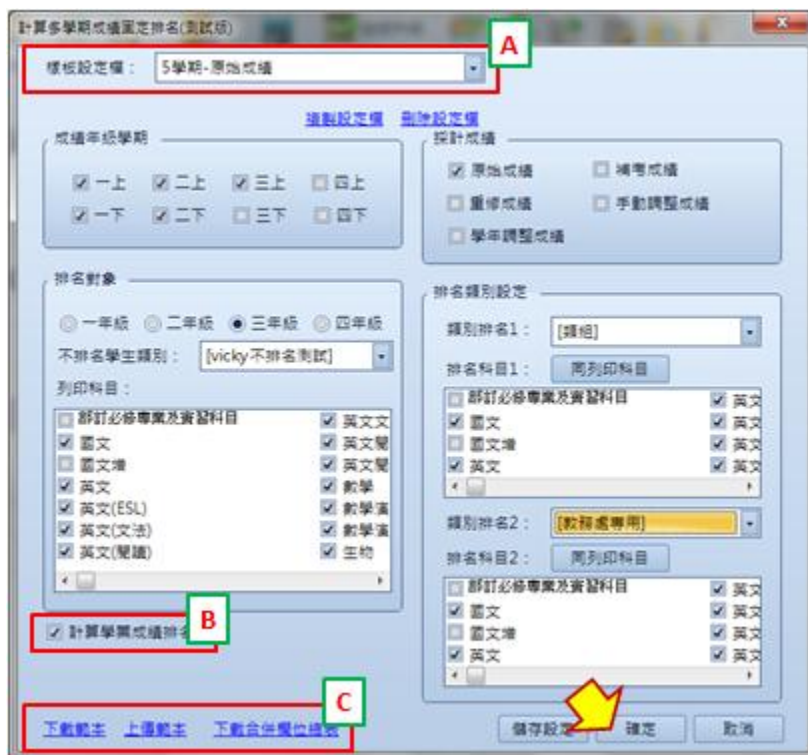 計算多學期成績固定排名(測試版)
A
樣板設定檔： 5學期-原始成績
複製設定檔 刪除設定檔
成績年級學期
一上 二上 三上 四上
一下 二下 三下 四下
採計成績
原始成績 補考成績
重修成績 手動調整成績
學年調整成績
排名對象
一年級 二年級 三年級 四年級
不排名學生類別： [vicky不排名測試]
列印科目：
部訂必修專業及實習科目 英文文
國文 英文閱
國文增 英文閱
英文 數學
英文(ESL) 數學演
英文(文法) 數學演
英文(閱讀) 生物
排名類別設定
類別排名1： [類組]
排名科目1： 同列印科目
部訂必修專業及實習科目 英文
國文 英文
國文增 英文
英文 英文
類別排名2： [教務處專用]
排名科目2： 同列印科目
部訂必修專業及實習科目 英文
國文 英文
國文增 英文
英文 英文
計算學業成績排名
B
C
下載範本 上傳範本 下載合併欄位總表
儲存設定 確定 取消